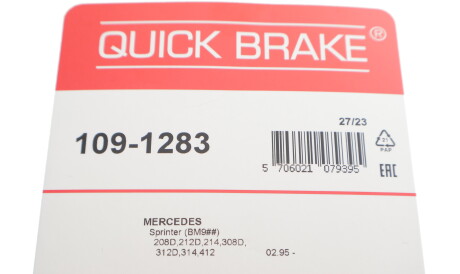 QUICK BRAKE®
27/23
109-1283
21
PAP
5 706021 079395
EAC
MERCEDES
Sprinter (BM9##)
208D,212D,214,308D,
312D,314,412 02.95 -